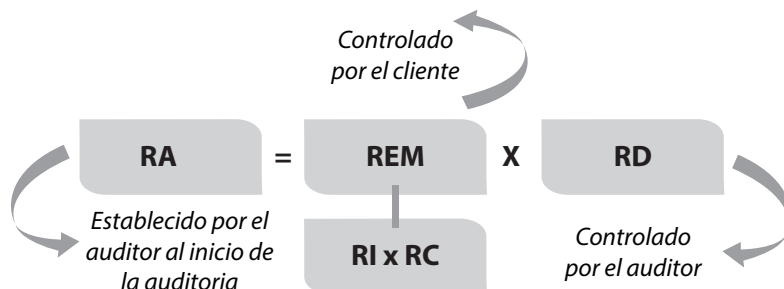 Controlado
por el cliente
RA = REM X RD
Establecido por el
auditor al inicio de
la auditoria
RI x RC
Controlado
por el auditor